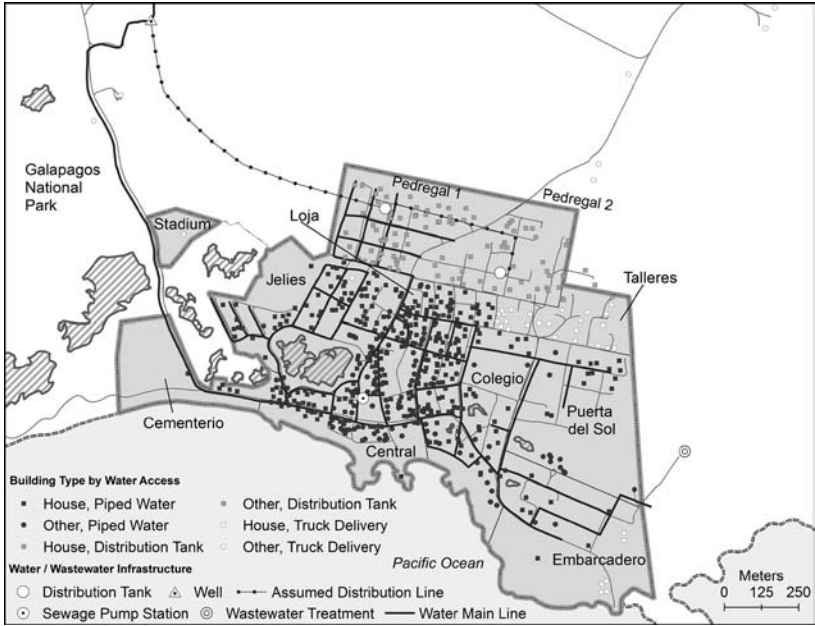 Galapagos
National
Park
Stadium
Loja
Pedregal 1
Pedregal 2
Jelies
Talleres
Colegio
Puerta
del Sol
Cementerio
Central
Embarcadero
Pacific Ocean
Building Type by Water Access
House, Piped Water
Other, Piped Water
House, Distribution Tank
Other, Distribution Tank
House, Truck Delivery
Other, Truck Delivery
Water / Wastewater Infrastructure
Distribution Tank
Well
Assumed Distribution Line
Sewage Pump Station
Wastewater Treatment
Water Main Line
Meters
0 125 250